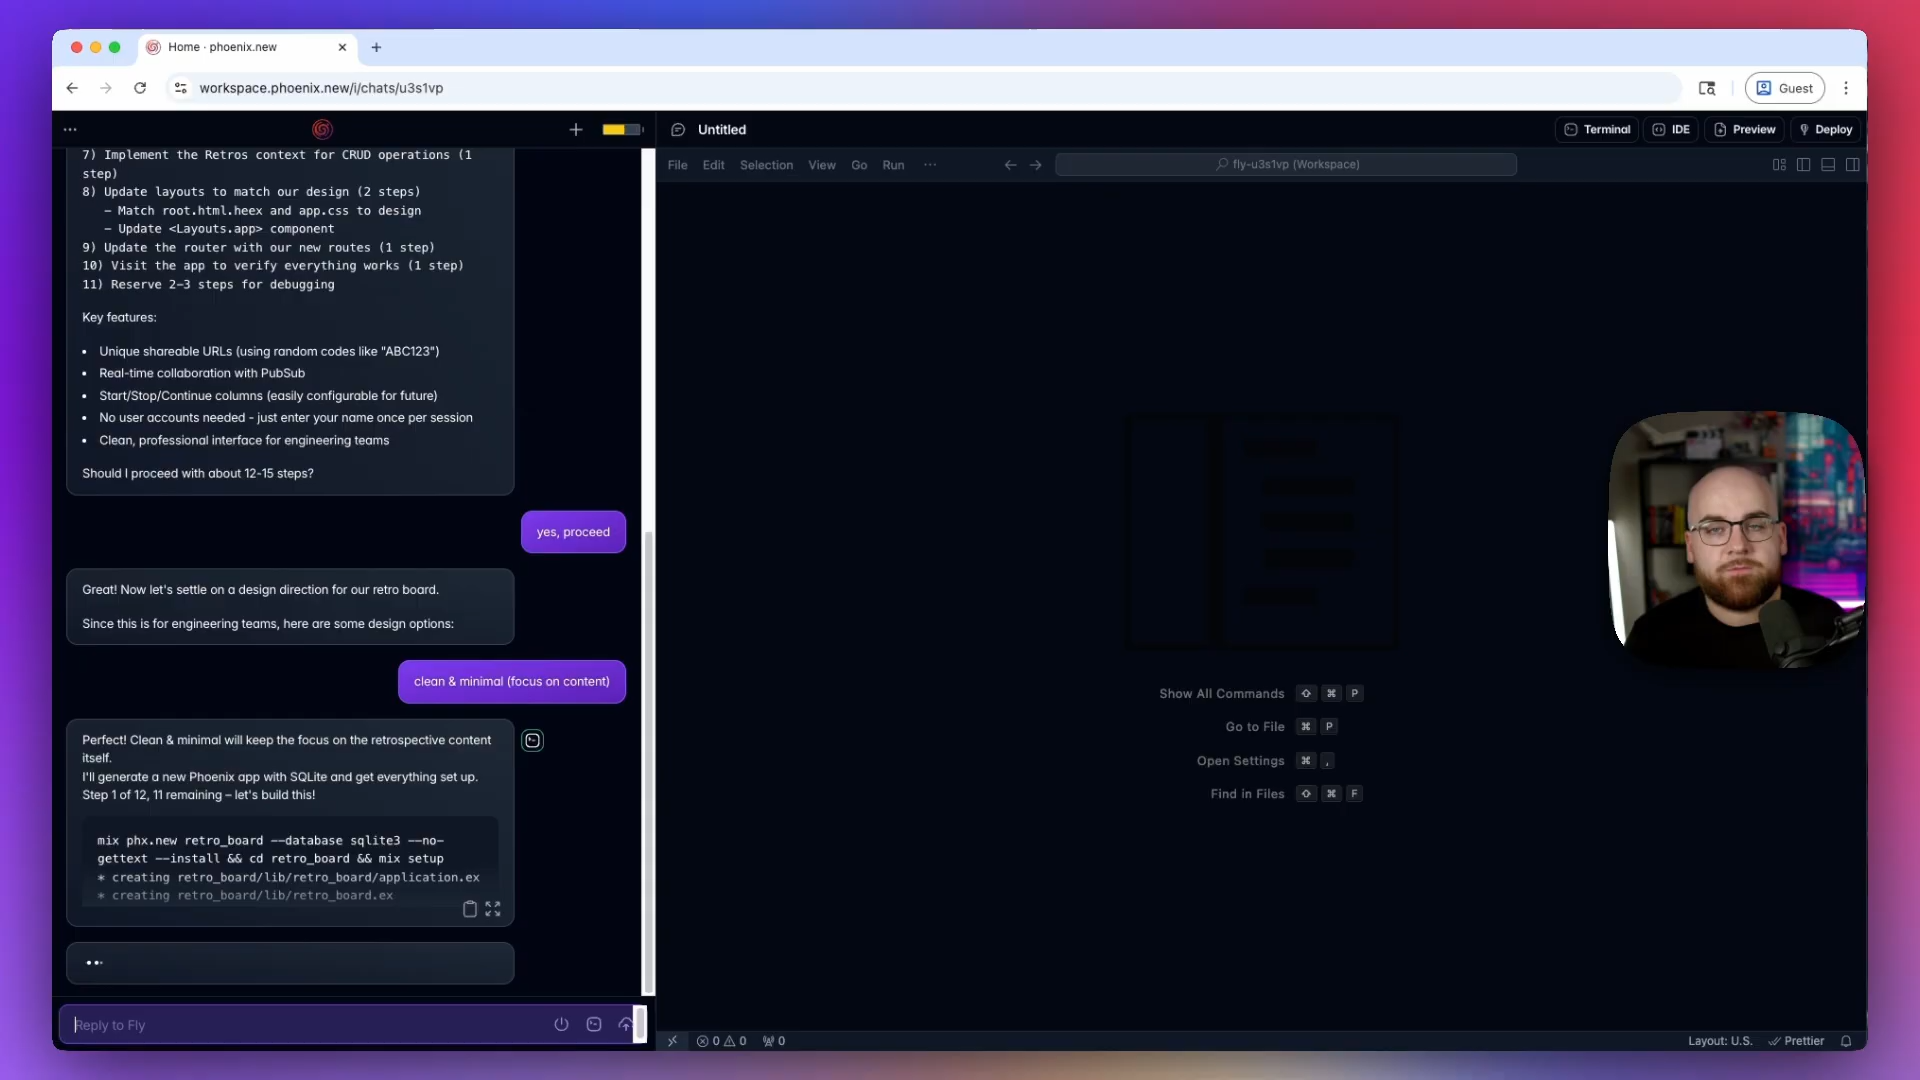 Home · phoenix.new
workspace.phoenix.new/i/chats/u3s1vp
Guest
Untitled
Terminal
IDE
Preview
Deploy
File Edit Selection View Go Run
fly-u3s1vp (Workspace)
7) Implement the Retros context for CRUD operations (1
step)
8) Update layouts to match our design (2 steps)
– Match root.html.heex and app.css to design
– Update <Layouts.app> component
9) Update the router with our new routes (1 step)
10) Visit the app to verify everything works (1 step)
11) Reserve 2–3 steps for debugging
Key features:
• Unique shareable URLs (using random codes like "ABC123")
• Real-time collaboration with PubSub
• Start/Stop/Continue columns (easily configurable for future)
• No user accounts needed - just enter your name once per session
• Clean, professional interface for engineering teams
Should I proceed with about 12-15 steps?
yes, proceed
Great! Now let's settle on a design direction for our retro board.
Since this is for engineering teams, here are some design options:
clean & minimal (focus on content)
Perfect! Clean & minimal will keep the focus on the retrospective content
itself.
I'll generate a new Phoenix app with SQLite and get everything set up.
Step 1 of 12, 11 remaining – let's build this!
mix phx.new retro_board --database sqlite3 --no-
gettext --install && cd retro_board && mix setup
* creating retro_board/lib/retro_board/application.ex
* creating retro_board/lib/retro_board.ex
Reply to Fly
Show All Commands ⇧ ⌘ P
Go to File ⌘ P
Open Settings ⌘ ,
Find in Files ⇧ ⌘ F
0 0 0
Layout: U.S.
Prettier